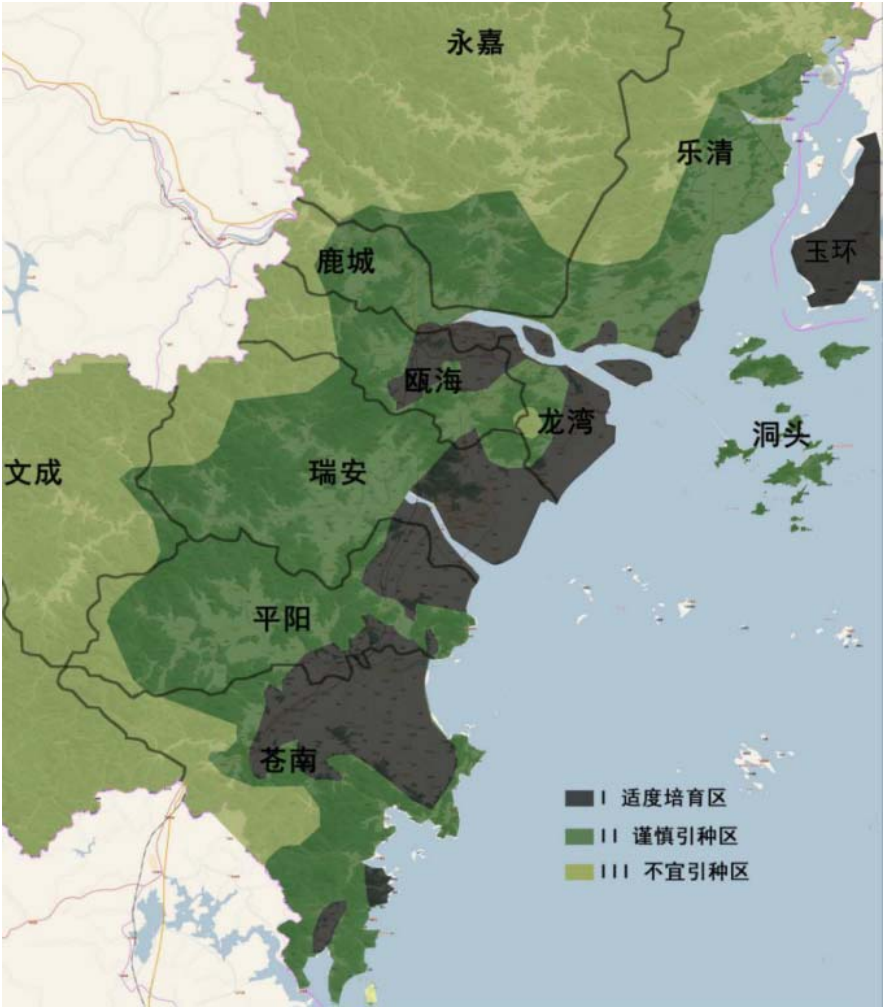 永嘉
乐清
玉环
鹿城
瓯海
龙湾
洞头
文成
瑞安
平阳
苍南
I 适度培育区
II 谨慎引种区
III 不宜引种区